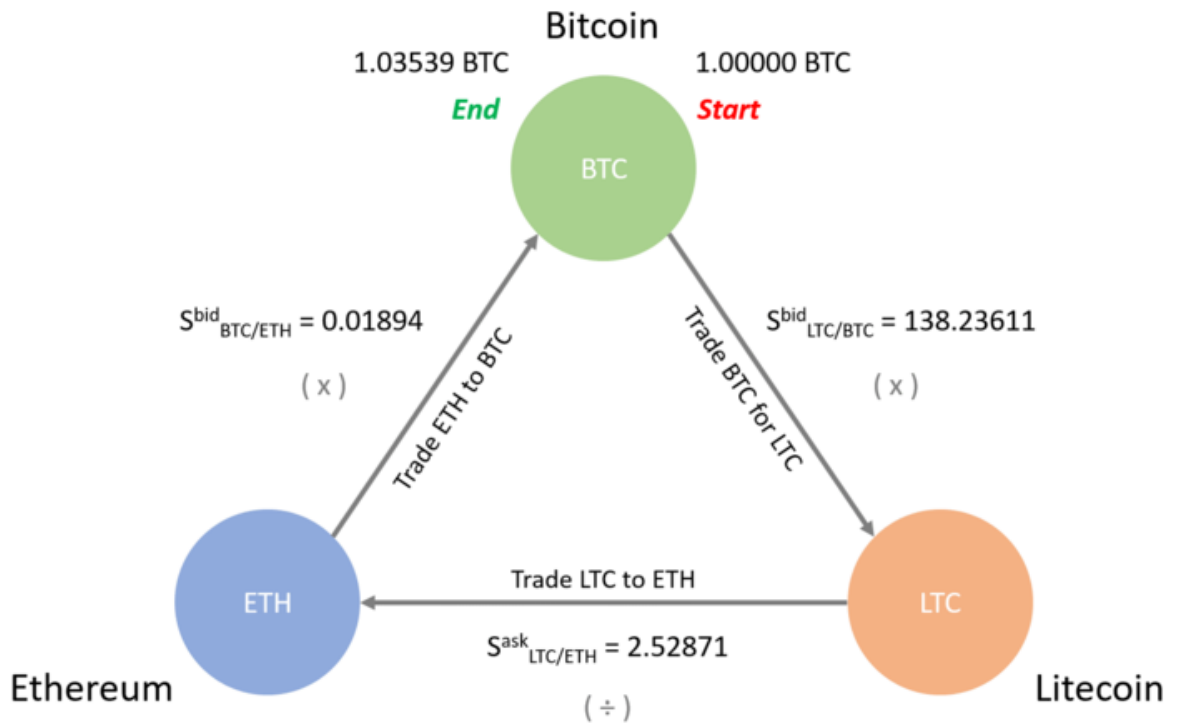 Bitcoin
1.03539 BTC
1.00000 BTC
End
Start
BTC
S^bid_BTC/ETH = 0.01894
( x )
Trade ETH to BTC
Trade BTC for LTC
S^bid_LTC/BTC = 138.23611
( x )
Trade LTC to ETH
ETH
LTC
S^ask_LTC/ETH = 2.52871
( ÷ )
Ethereum
Litecoin